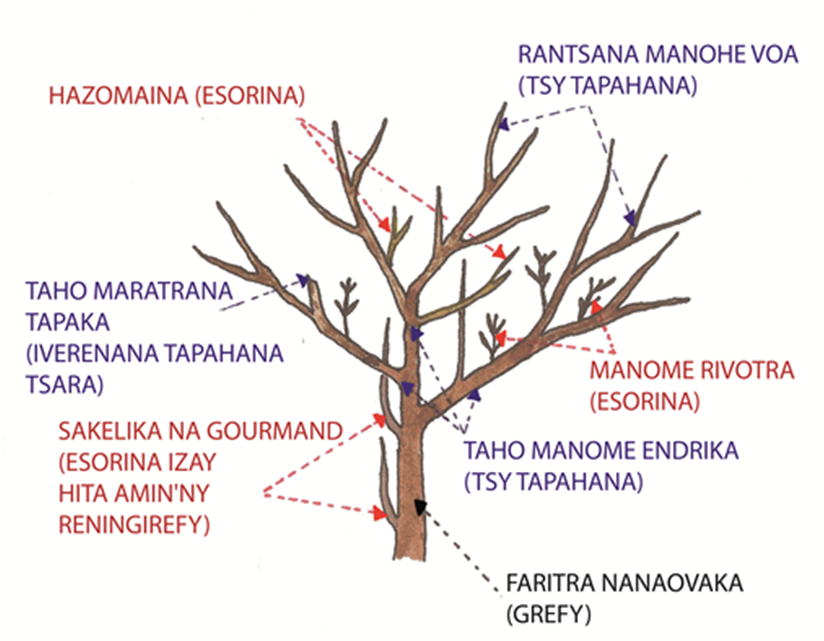 RANTSANA MANOHE VOA
(TSY TAPAHANA)
HAZOMAINA (ESORINA)
TAHO MARATRANA
TAPAKA
(IVERENANA TAPAHANA
TSARA)
MANOME RIVOTRA
(ESORINA)
SAKELIKA NA GOURMAND
(ESORINA IZAY
HITA AMIN'NY
RENINGIREFY)
TAHO MANOME ENDRIKA
(TSY TAPAHANA)
FARITRA NANAOVAKA
(GREFY)